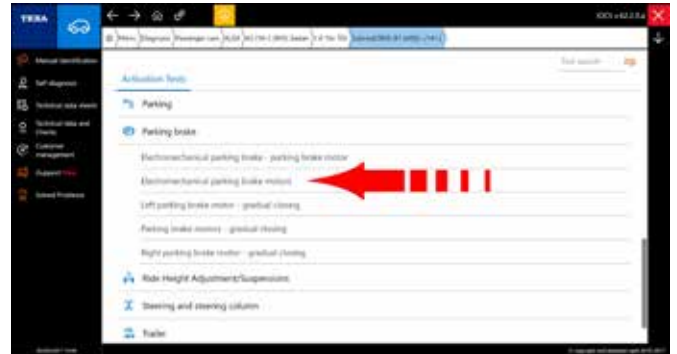 TEXA
Manual identification
Self-diagnosis
Technical data sheets
Technical data and
Checks
Customer
management
Support
Solved Problems
Activation Tests
Text search
Parking
Parking brake
Electromechanical parking brake - parking brake motor
Electromechanical parking brake motors
Left parking brake motor - gradual closing
Parking brake motors - gradual closing
Right parking brake motor - gradual closing
Ride Height Adjustment/Suspensions
Steering and steering column
Trailer